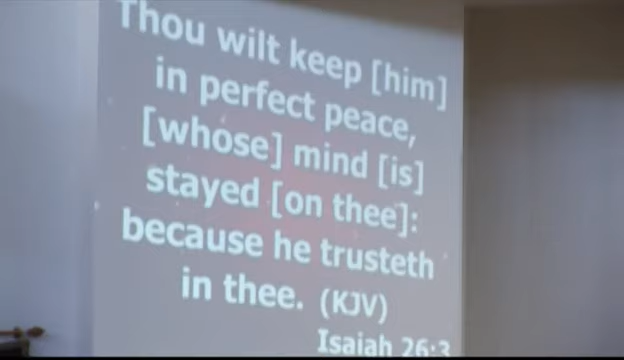 Thou wilt keep [him]
in perfect peace,
[whose] mind [is]
stayed [on thee]:
because he trusteth
in thee. (KJV)
Isaiah 26:3